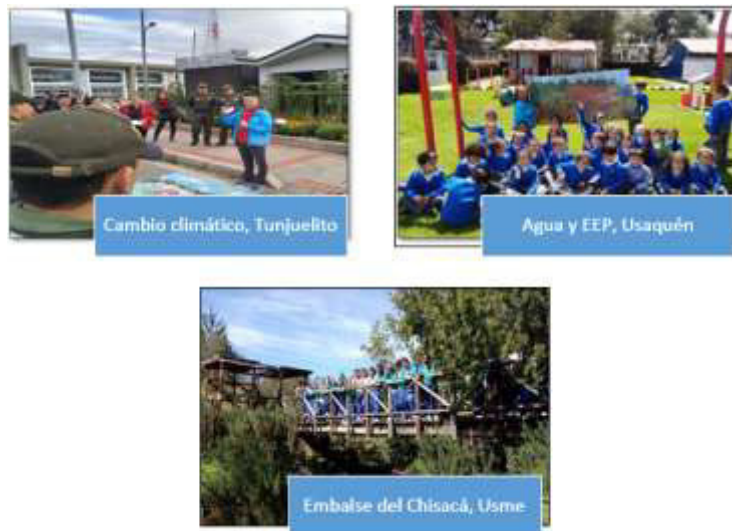 Cambio climático, Tunjuelito
Agua y EEP, Usaquén
Embalse del Chisacá, Usme